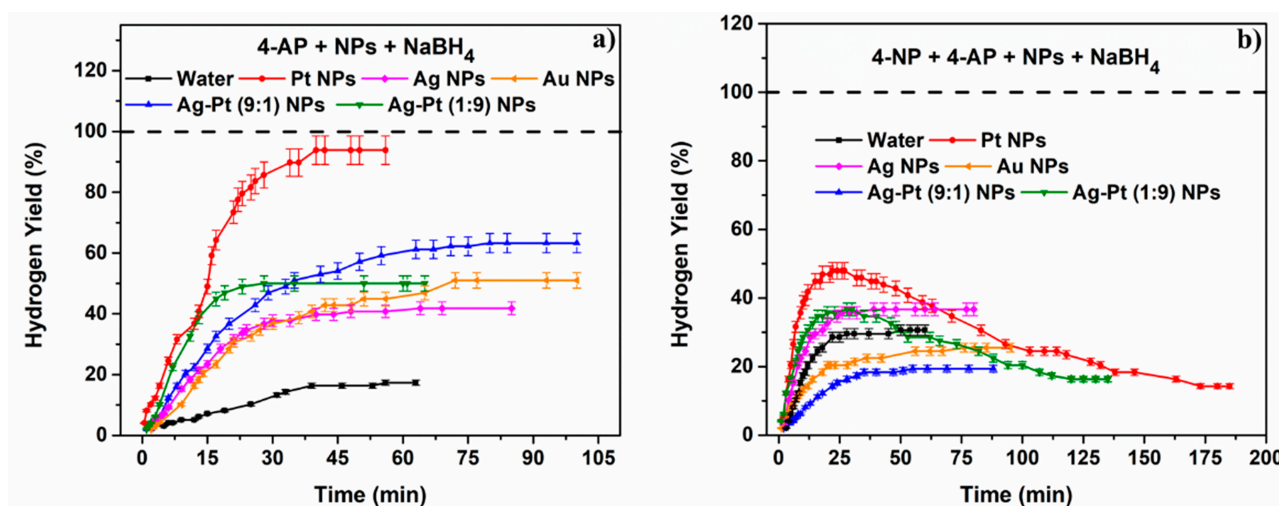 a)
4-AP + NPs + NaBH4
Water Pt NPs Ag NPs Au NPs
Ag-Pt (9:1) NPs Ag-Pt (1:9) NPs
Hydrogen Yield (%)
120
100
80
60
40
20
0
0 15 30 45 60 75 90 105
Time (min)
b)
4-NP + 4-AP + NPs + NaBH4
Water Pt NPs
Ag NPs Au NPs
Ag-Pt (9:1) NPs Ag-Pt (1:9) NPs
Hydrogen Yield (%)
120
100
80
60
40
20
0
0 25 50 75 100 125 150 175 200
Time (min)